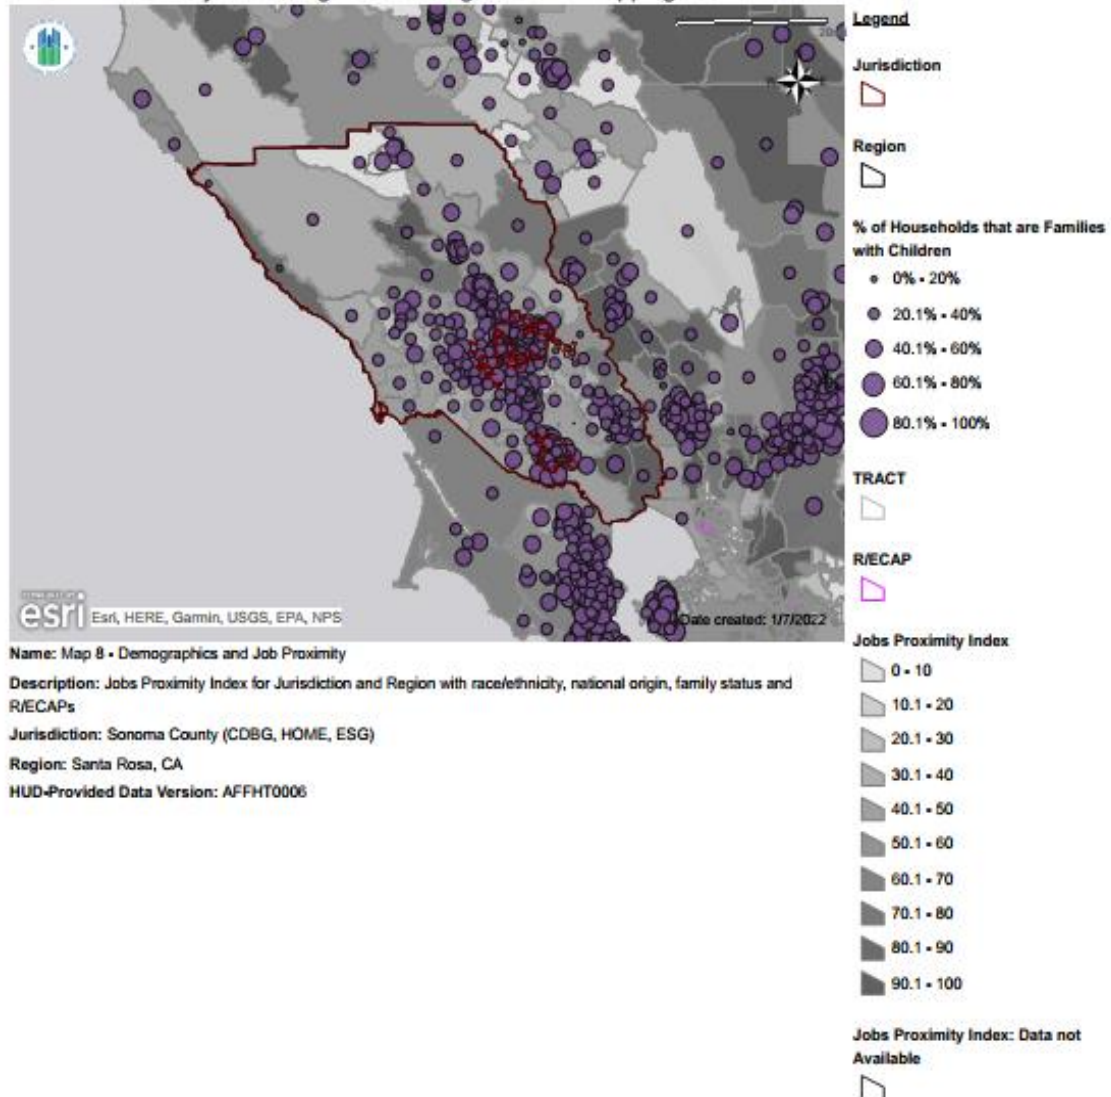 Legend
Jurisdiction
Region
% of Households that are Families
with Children
0% - 20%
20.1% - 40%
40.1% - 60%
60.1% - 80%
80.1% - 100%
TRACT
R/ECAP
Jobs Proximity Index
0 - 10
10.1 - 20
20.1 - 30
30.1 - 40
40.1 - 50
50.1 - 60
60.1 - 70
70.1 - 80
80.1 - 90
90.1 - 100
Jobs Proximity Index: Data not
Available
esri
Esri, HERE, Garmin, USGS, EPA, NPS
Date created: 1/7/2022
Name: Map 8 - Demographics and Job Proximity
Description: Jobs Proximity Index for Jurisdiction and Region with race/ethnicity, national origin, family status and
R/ECAPs
Jurisdiction: Sonoma County (CDBG, HOME, ESG)
Region: Santa Rosa, CA
HUD-Provided Data Version: AFFHT0006